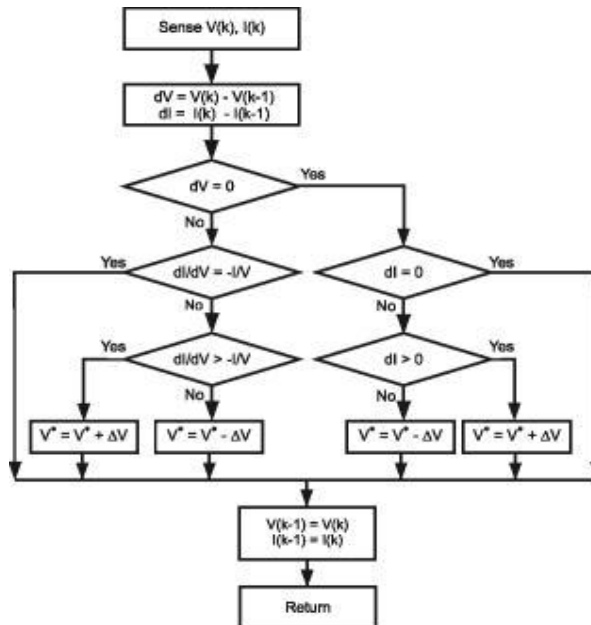 Sense V(k), I(k)
dV = V(k) - V(k-1)
dI = I(k) - I(k-1)
dV = 0
Yes
No
Yes
dI/dV = -I/V
dI = 0
Yes
No
No
Yes
dI/dV > -I/V
dI > 0
Yes
No
No
V* = V* + ΔV
V* = V* - ΔV
V* = V* - ΔV
V* = V* + ΔV
V(k-1) = V(k)
I(k-1) = I(k)
Return